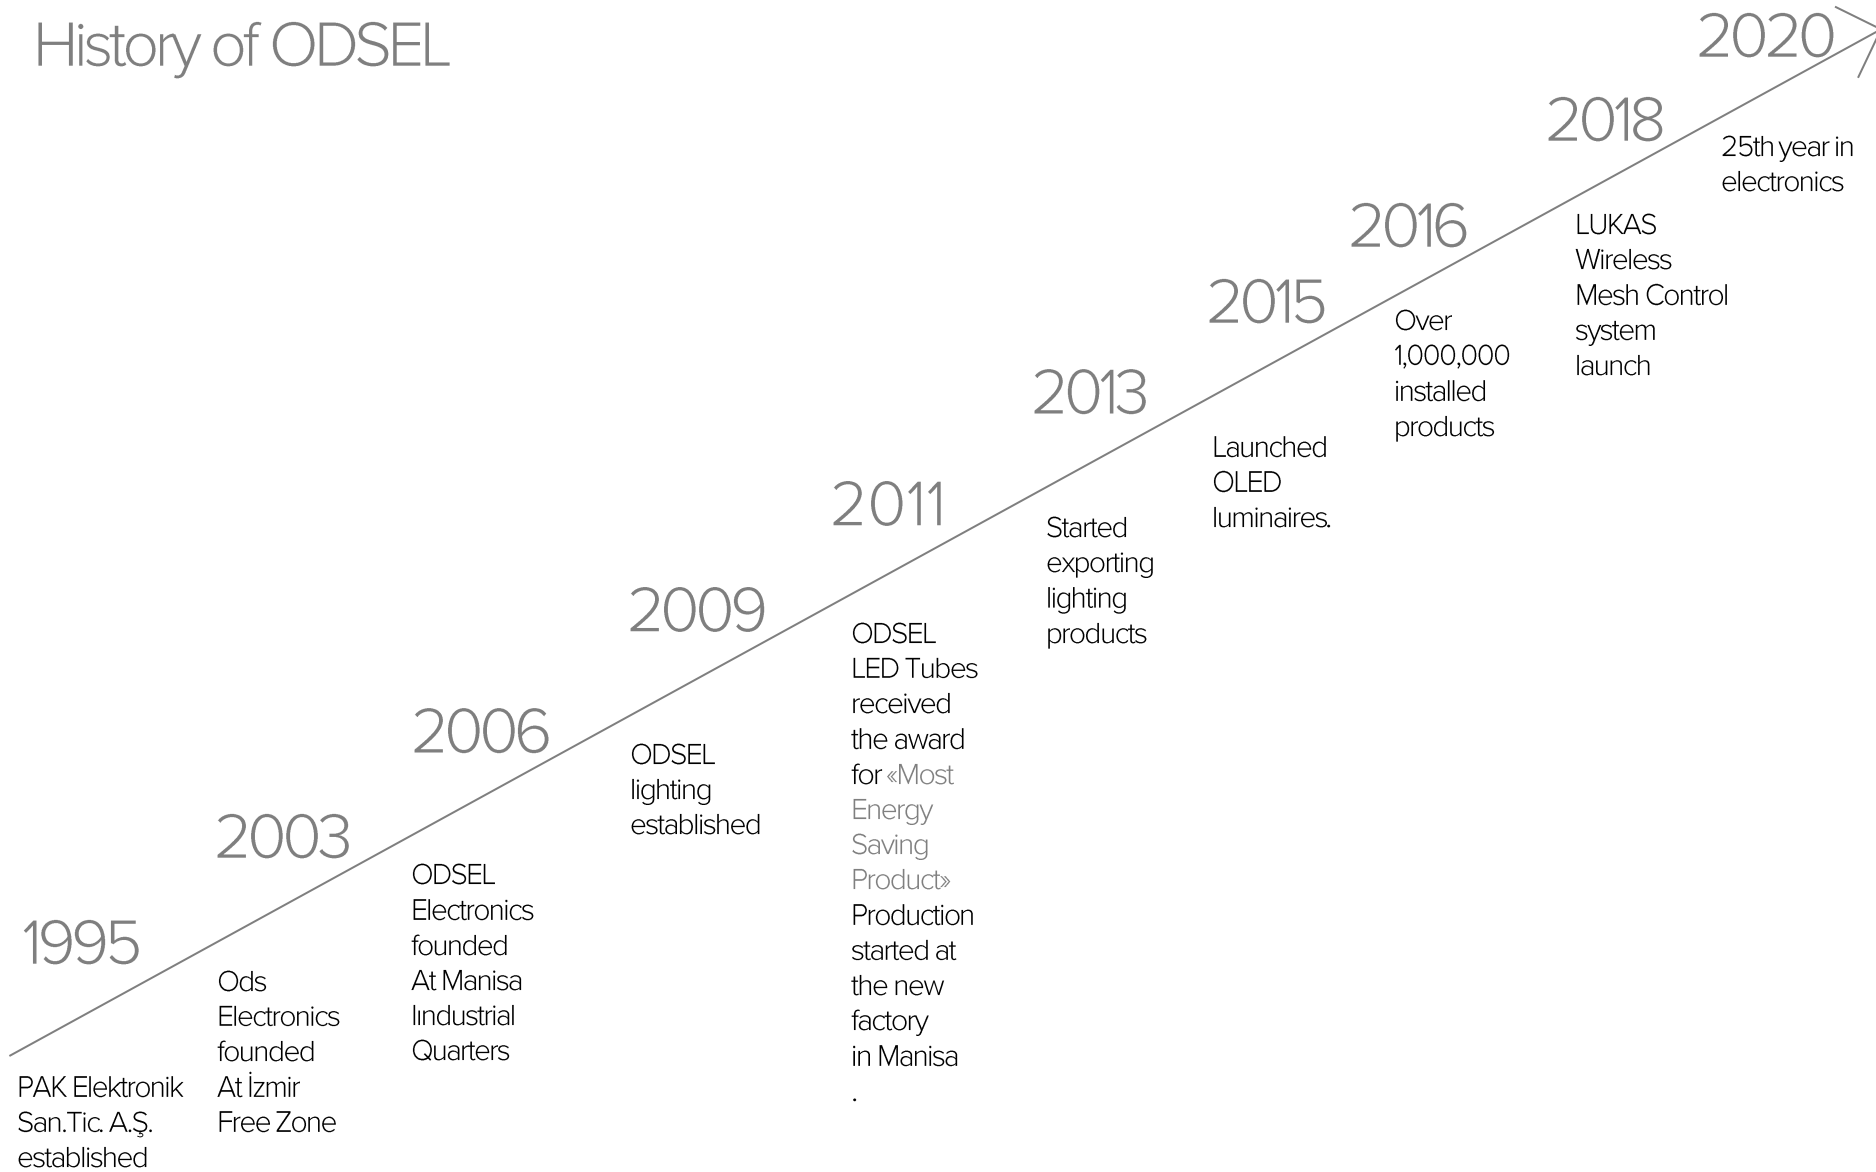 History of ODSEL
1995
PAK Elektronik
San.Tic. A.Ş.
established
2003
Ods
Electronics
founded
At İzmir
Free Zone
2006
ODSEL
Electronics
founded
At Manisa
Iındustrial
Quarters
2009
ODSEL
lighting
established
2011
ODSEL
LED Tubes
received
the award
for «Most
Energy
Saving
Product»
Production
started at
the new
factory
in Manisa
.
2013
Started
exporting
lighting
products
2015
Launched
OLED
luminaires.
2016
Over
1,000,000
installed
products
2018
LUKAS
Wireless
Mesh Control
system
launch
2020
25th year in
electronics